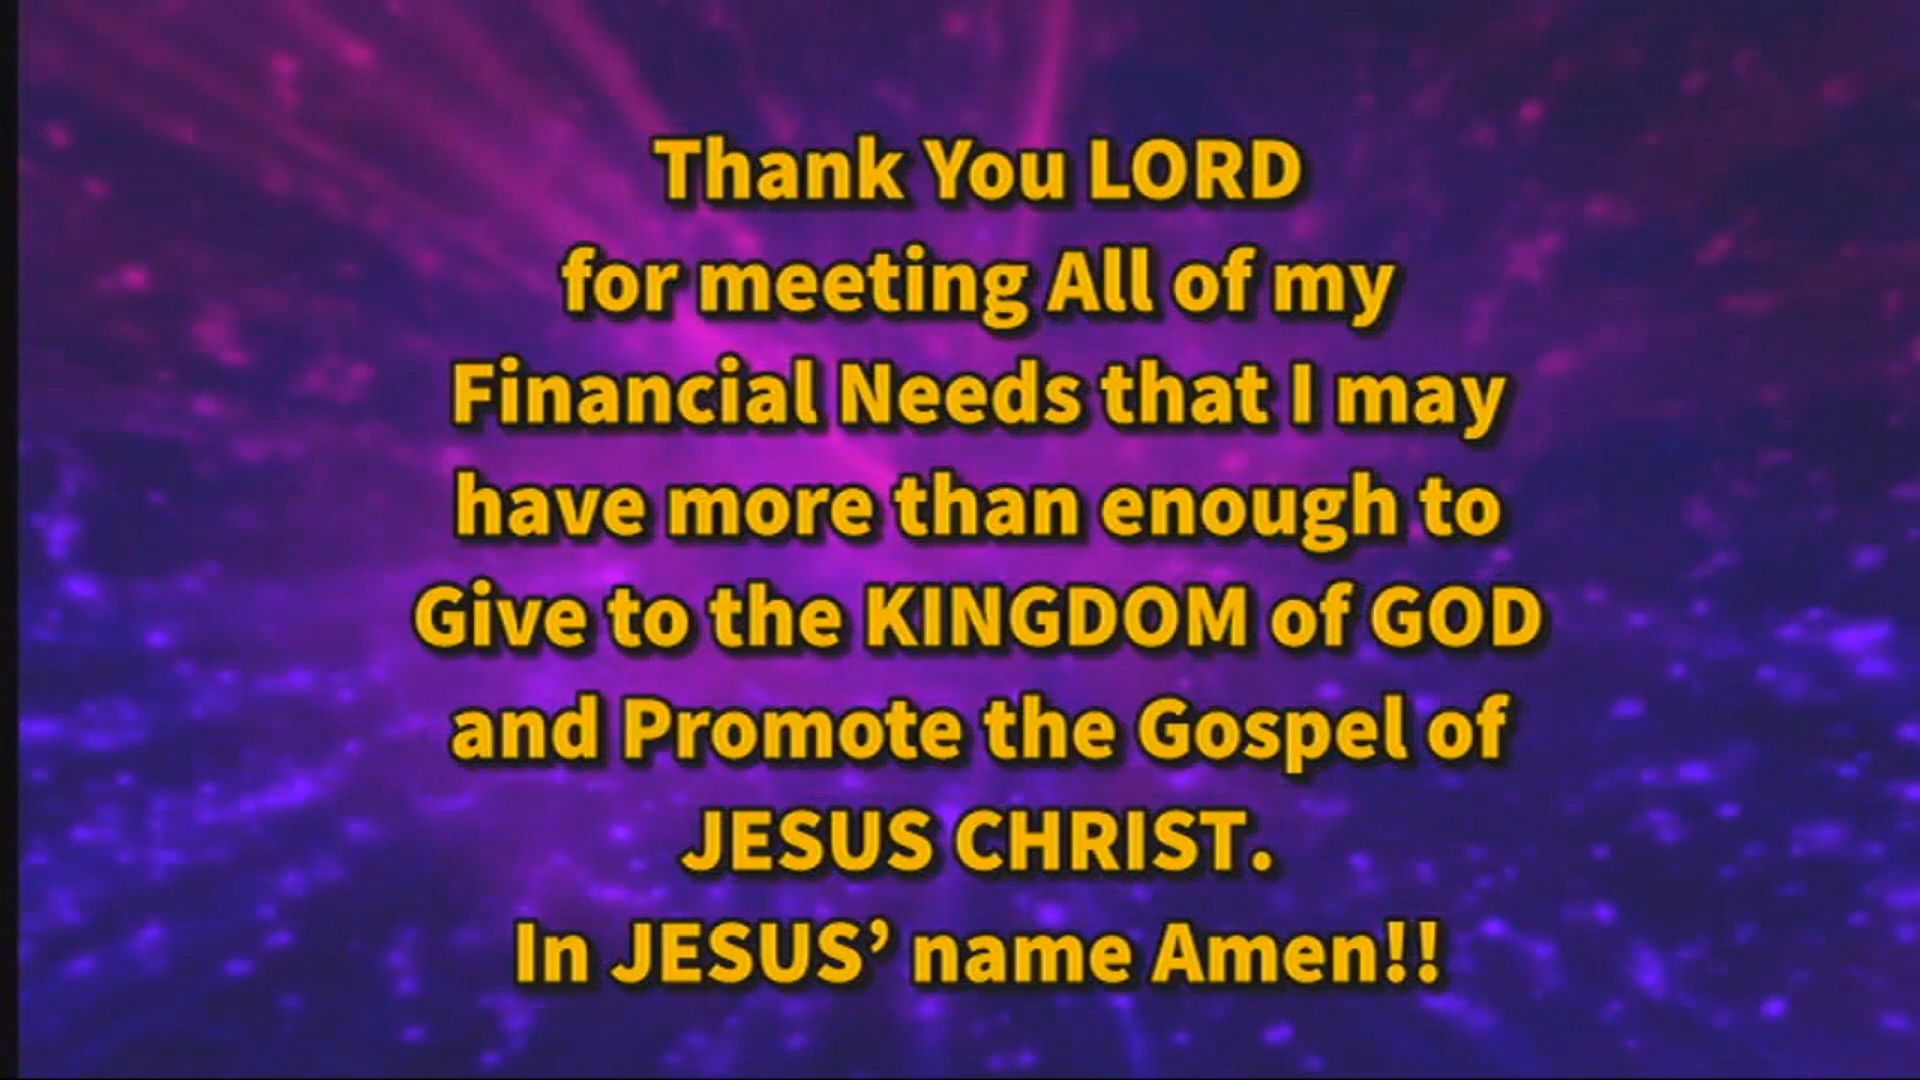 Thank You LORD
for meeting All of my
Financial Needs that I may
have more than enough to
Give to the KINGDOM of GOD
and Promote the Gospel of
JESUS CHRIST.
In JESUS’ name Amen!!